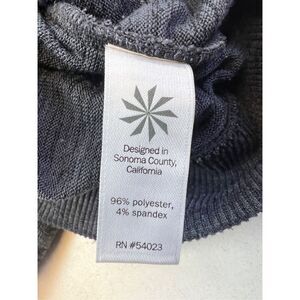 Designed in
Sonoma County,
California
96% polyester,
4% spandex
RN #54023